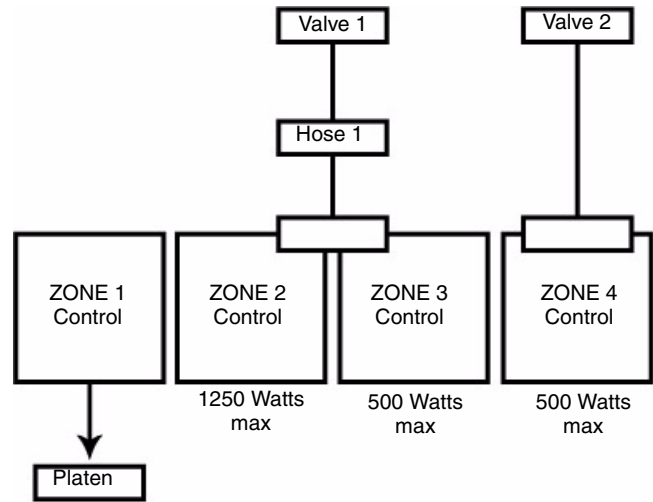 Valve 1
Valve 2
Hose 1
ZONE 1
Control
ZONE 2
Control
ZONE 3
Control
ZONE 4
Control
1250 Watts
max
500 Watts
max
500 Watts
max
Platen